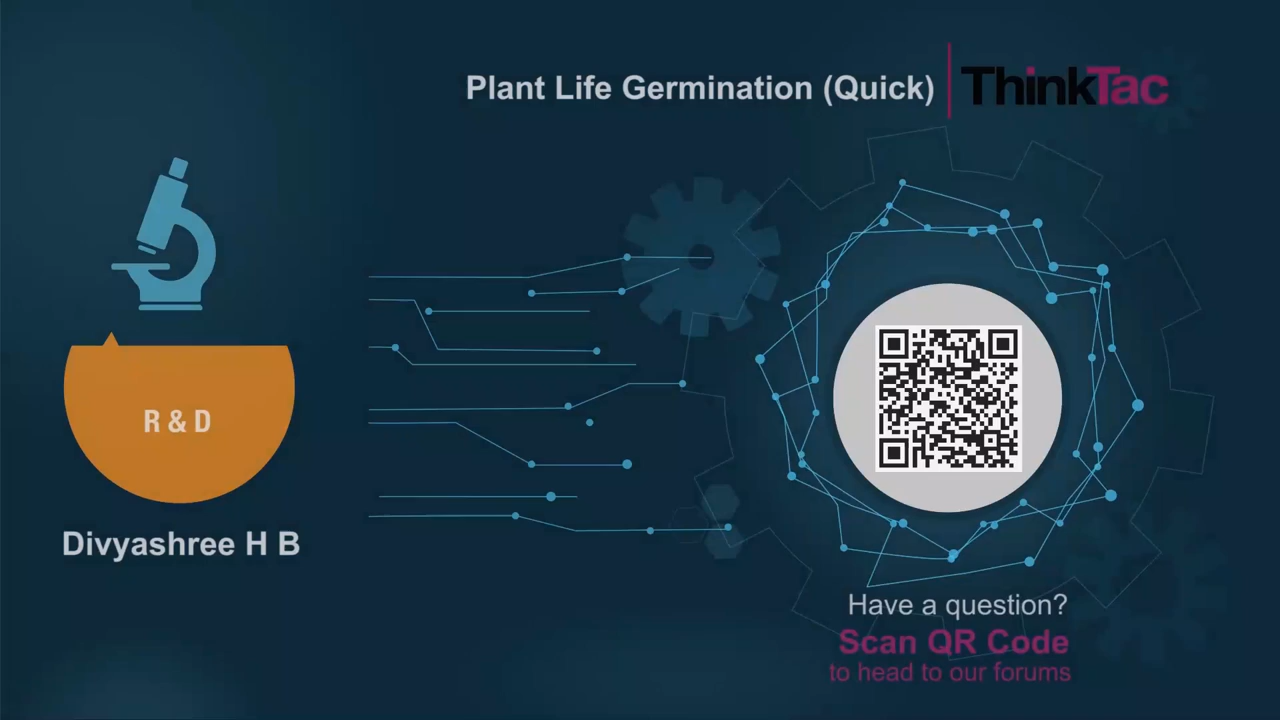 Plant Life Germination (Quick)
ThinkTac
R & D
Divyashree H B
Have a question?
Scan QR Code
to head to our forums